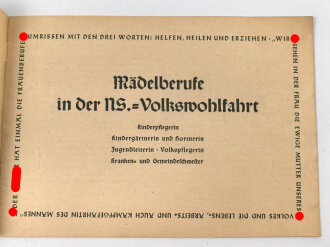 UMRISSEN MIT DEN DREI WORTEN: HELFEN, HEILEN UND ERZIEHEN · „WIR
SEHEN IN DER FRAU DIE EWIGE MUTTER UNSERES
VOLKES UND DIE LEBENS-, ARBEITS- UND AUCH KAMPFGEFÄHRTIN DES MANNES"
DER HAT EINMAL DIE FRAUENBERUFE
Mädelberufe
in der NS.=Volkswohlfahrt
Kinderpflegerin
Kindergärtnerin und Hortnerin
Jugendleiterin · Volkspflegerin
Kranken- und Gemeindeschwester